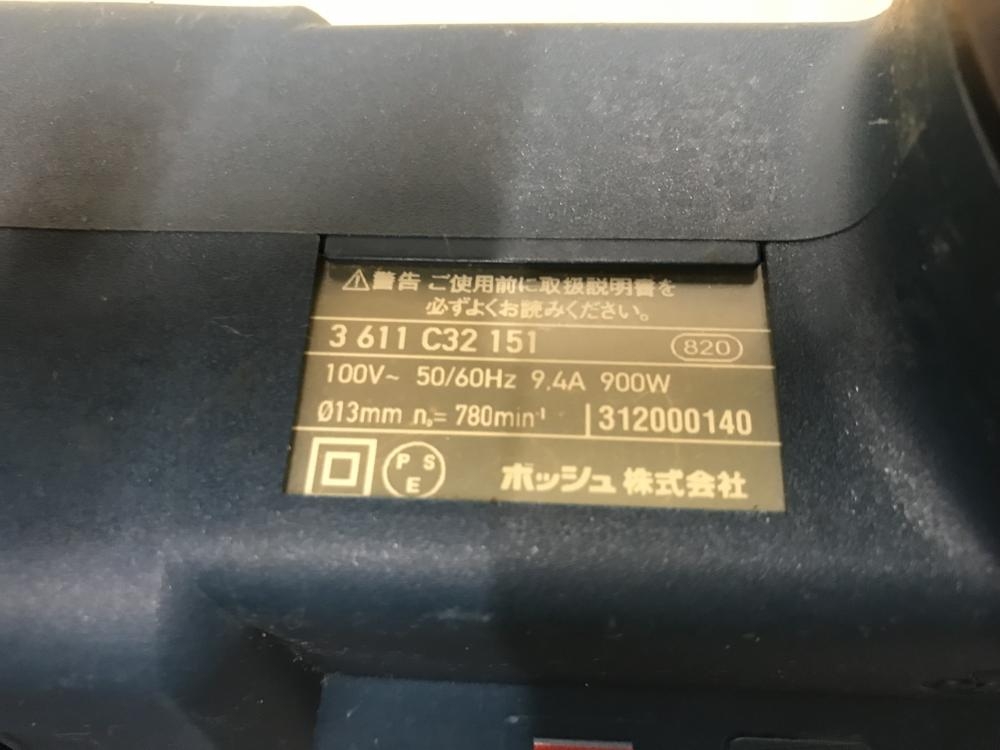 ⚠警告 ご使用前に取扱説明書を
必ずよくお読みください。
3 611 C32 151 820
100V~ 50/60Hz 9.4A 900W
Ø13mm n₀= 780min⁻¹ 312000140
PSE ボッシュ株式会社